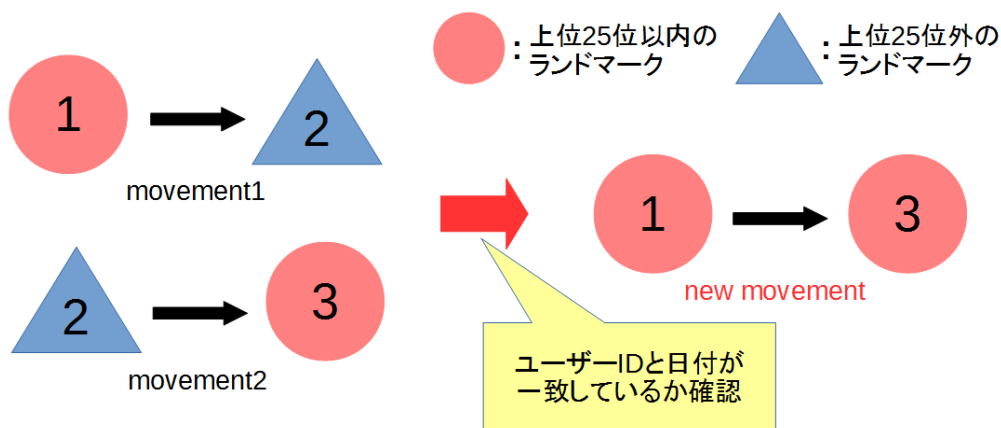 ：上位25位以内の
ランドマーク
：上位25位外の
ランドマーク
1
2
movement1
2
3
movement2
1
3
new movement
ユーザーIDと日付が
一致しているか確認